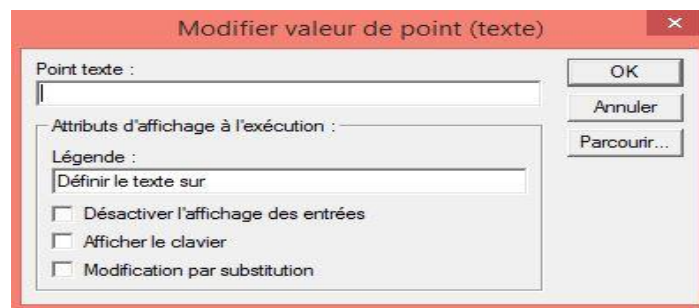 Modifier valeur de point (texte)
Point texte :
OK
Annuler
Parcourir...
Attributs d'affichage à l'exécution :
Légende :
Définir le texte sur
Désactiver l'affichage des entrées
Afficher le clavier
Modification par substitution